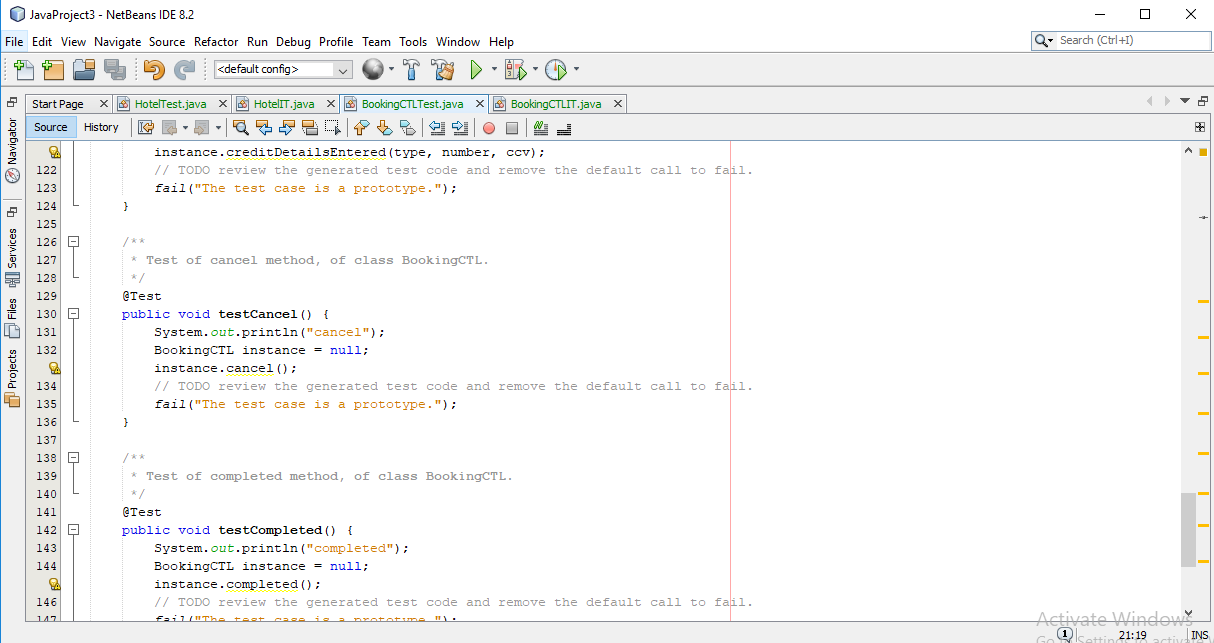 JavaProject3 - NetBeans IDE 8.2
File Edit View Navigate Source Refactor Run Debug Profile Team Tools Window Help
Search (Ctrl+I)
<default config>
Start Page HotelTest.java HotelIT.java BookingCTLTest.java BookingCTLIT.java
Source History
Navigator
Services
Files
Projects
instance.creditDetailsEntered(type, number, ccv);
122 // TODO review the generated test code and remove the default call to fail.
123 fail("The test case is a prototype.");
124 }
125
126 /**
127 * Test of cancel method, of class BookingCTL.
128 */
129 @Test
130 public void testCancel() {
131 System.out.println("cancel");
132 BookingCTL instance = null;
instance.cancel();
134 // TODO review the generated test code and remove the default call to fail.
135 fail("The test case is a prototype.");
136 }
137
138 /**
139 * Test of completed method, of class BookingCTL.
140 */
141 @Test
142 public void testCompleted() {
143 System.out.println("completed");
144 BookingCTL instance = null;
instance.completed();
146 // TODO review the generated test code and remove the default call to fail.
147 fail("The test case is a prototype.");
Activate Windows
Go to Settings to activate
1 21:19 INS